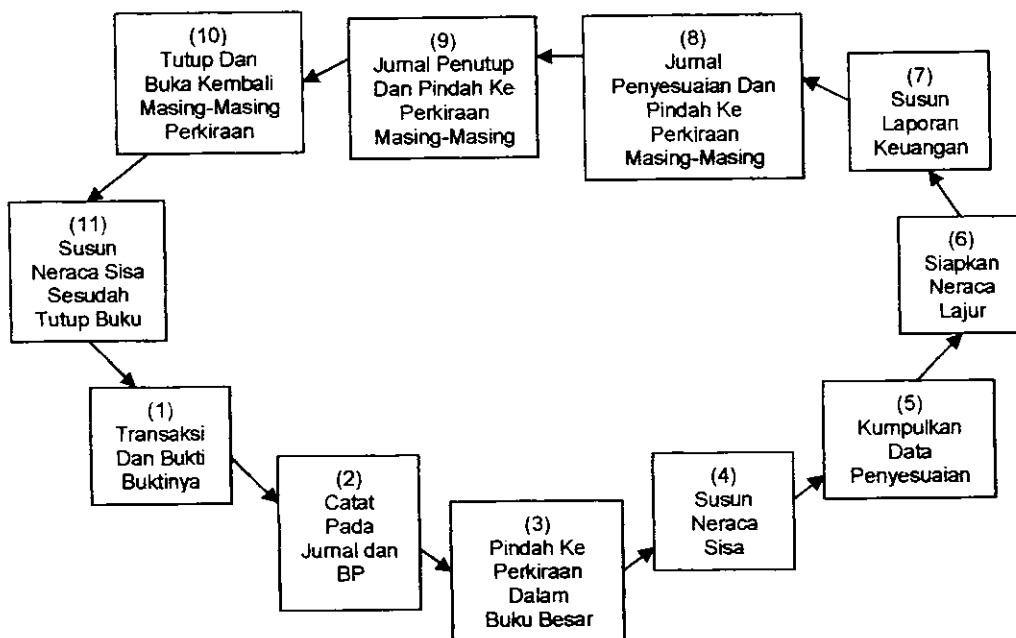 (10)
Tutup Dan
Buka Kembali
Masing-Masing
Perkiraan
(9)
Jurnal Penutup
Dan Pindah Ke
Perkiraan
Masing-Masing
(8)
Jurnal
Penyesuaian Dan
Pindah Ke
Perkiraan
Masing-Masing
(7)
Susun
Laporan
Keuangan
(11)
Susun
Neraca Sisa
Sesudah
Tutup Buku
(6)
Siapkan
Neraca
Lajur
(1)
Transaksi
Dan Bukti
Buktinya
(2)
Catat
Pada
Jurnal dan
BP
(3)
Pindah Ke
Perkiraan
Dalam
Buku Besar
(4)
Susun
Neraca
Sisa
(5)
Kumpulkan
Data
Penyesuaian